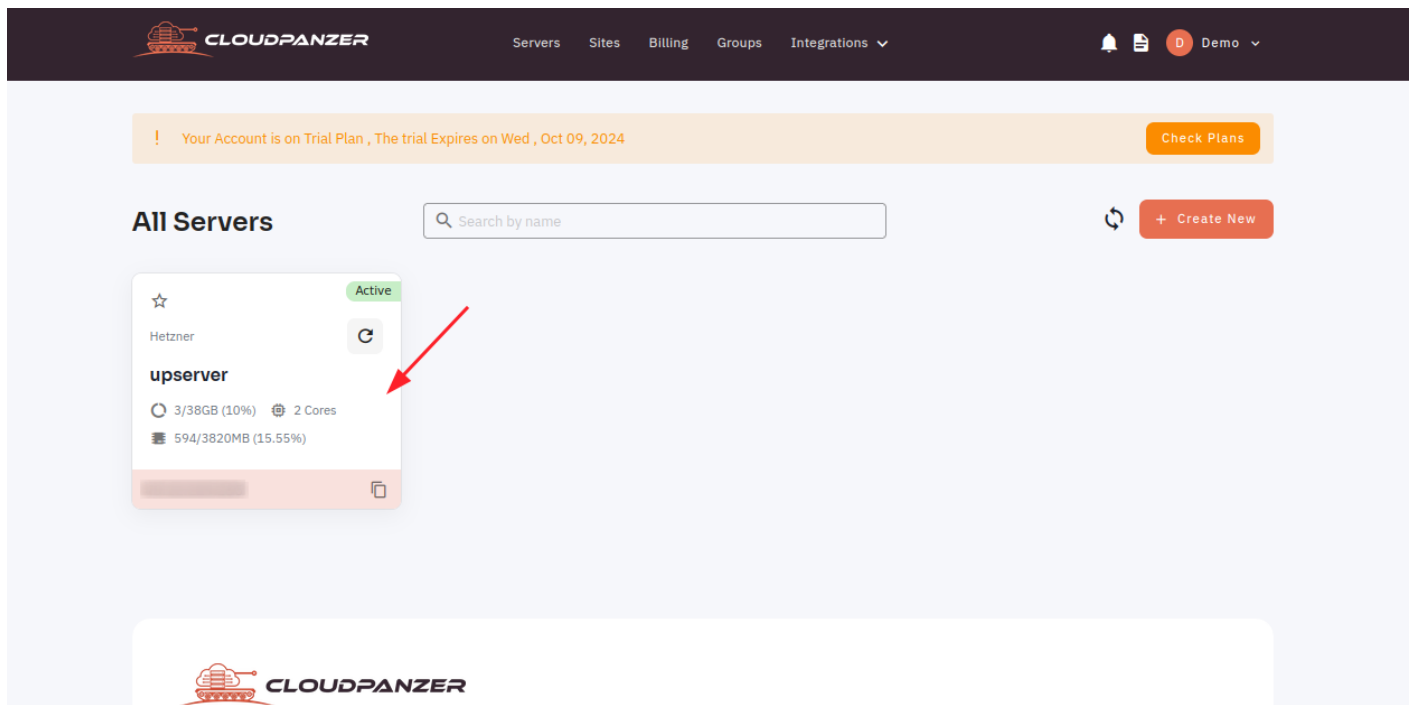 CLOUDPANZER
Servers Sites Billing Groups Integrations
D Demo
! Your Account is on Trial Plan , The trial Expires on Wed , Oct 09, 2024
Check Plans
All Servers
Search by name
+ Create New
Active
Hetzner
upserver
3/38GB (10%) 2 Cores
594/3820MB (15.55%)
CLOUDPANZER